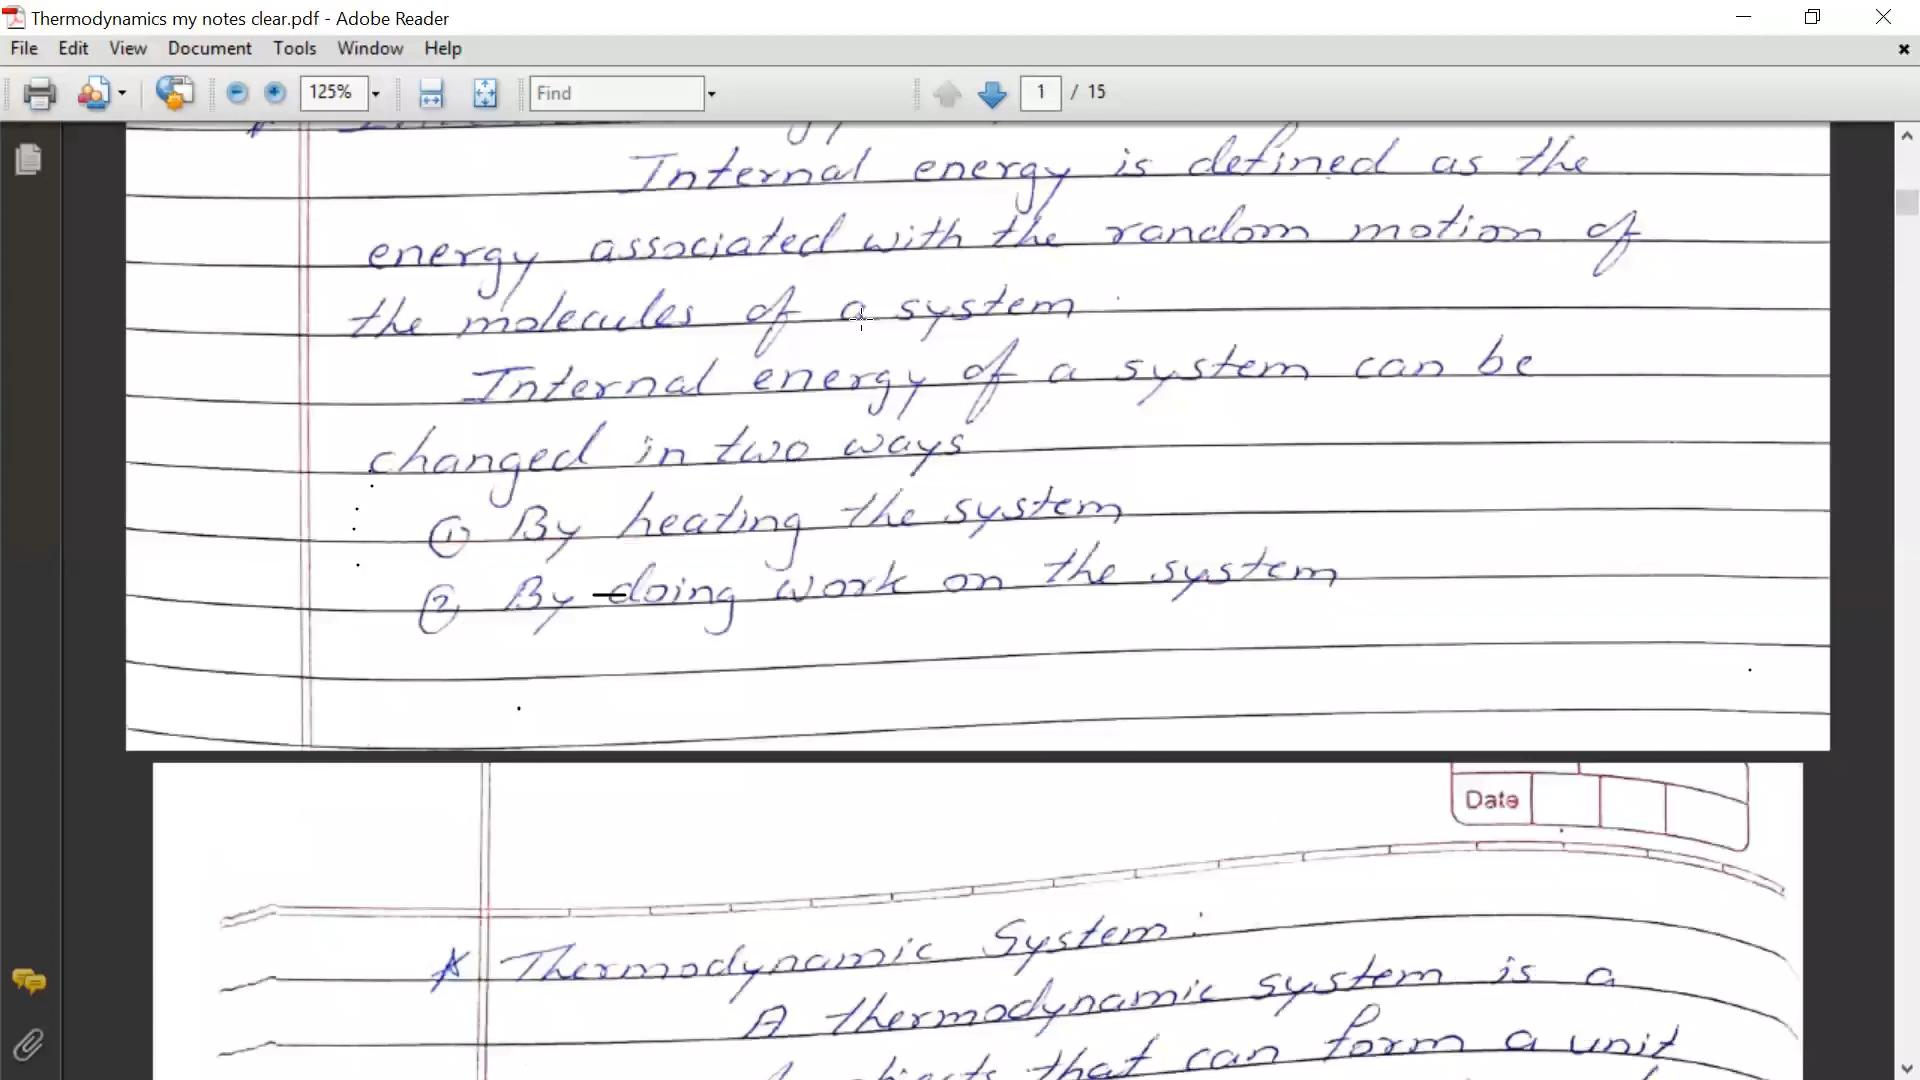 Thermodynamics my notes clear.pdf - Adobe Reader
File Edit View Document Tools Window Help
125% Find 1 / 15
Internal energy is defined as the
energy associated with the random motion of
the molecules of a system
Internal energy of a system can be
changed in two ways
① By heating the system
② By doing work on the system
Date
* Thermodynamic System:
A thermodynamic system is a
objects that can form a unit